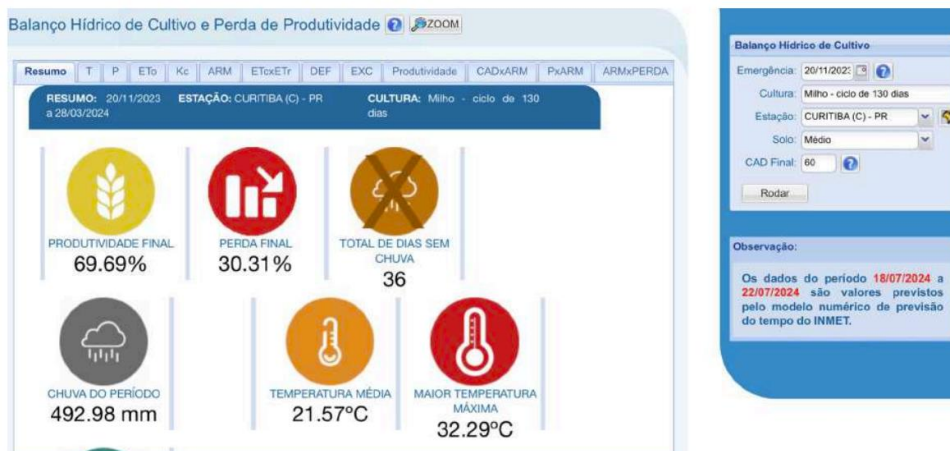 Balanço Hídrico de Cultivo e Perda de Produtividade ZOOM
Resumo T P ETo Kc ARM ETcxETr DEF EXC Produtividade CADxARM PxARM ARMxPERDA
RESUMO: 20/11/2023 ESTAÇÃO: CURITIBA (C) - PR CULTURA: Milho - ciclo de 130
a 28/03/2024 dias
PRODUTIVIDADE FINAL
69.69%
PERDA FINAL
30.31%
TOTAL DE DIAS SEM
CHUVA
36
CHUVA DO PERÍODO
492.98 mm
TEMPERATURA MÉDIA
21.57ºC
MAIOR TEMPERATURA
MÁXIMA
32.29ºC
Balanço Hídrico de Cultivo
Emergência: 20/11/202
Cultura: Milho - ciclo de 130 dias
Estação: CURITIBA (C) - PR
Solo: Médio
CAD Final: 60
Rodar
Observação:
Os dados do período 18/07/2024 a
22/07/2024 são valores previstos
pelo modelo numérico de previsão
do tempo do INMET.